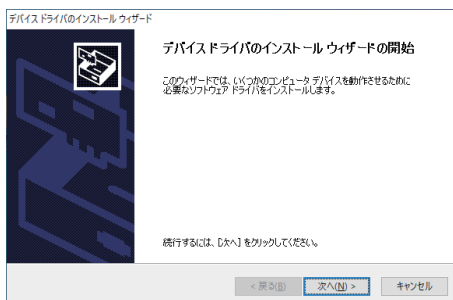 デバイス ドライバのインストール ウィザード
デバイス ドライバのインストール ウィザードの開始
このウィザードでは、いくつかのコンピュータ デバイスを動作させるために
必要なソフトウェア ドライバをインストールします。
続行するには、[次へ] をクリックしてください。
< 戻る(B)
次へ(N) >
キャンセル